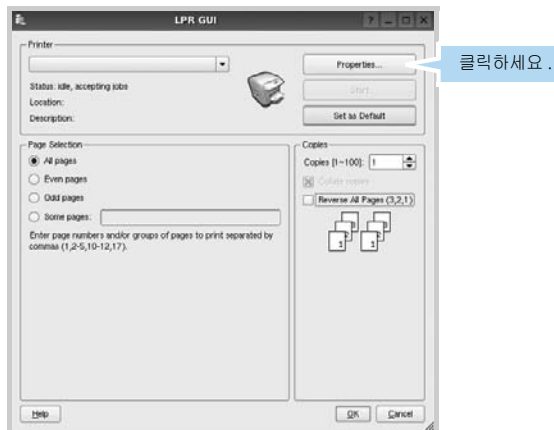 LPR GUI
Printer
Properties...
Status: idle, accepting jobs
Start
Location:
Description:
Set as Default
클릭하세요 .
Page Selection
All pages
Even pages
Odd pages
Some pages:
Enter page numbers and/or groups of pages to print separated by
commas (1,2-5,10-12,17).
Copies
Copies [1~100]: 1
Collate copies
Reverse All Pages (3,2,1)
1
1
Help
OK
Cancel